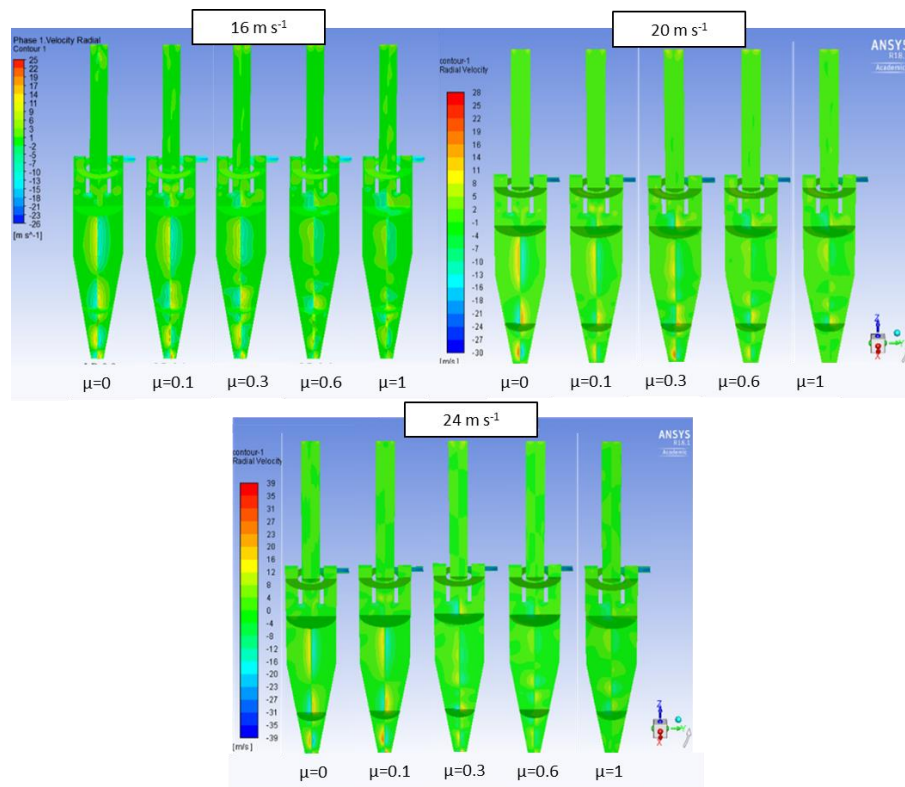 16 m s-1
Phase 1.Velocity Radial
Contour 1
25
22
19
17
14
11
9
6
3
1
-2
-5
-7
-10
-13
-15
-18
-21
-23
-26
[m s^-1]
μ=0 μ=0.1 μ=0.3 μ=0.6 μ=1
20 m s-1
ANSYS
R18.1
Academic
contour-1
Radial Velocity
28
25
22
19
16
14
11
8
5
2
-1
-4
-7
-10
-13
-15
-18
-21
-24
-27
-30
[m/s]
Z
Y
X
μ=0 μ=0.1 μ=0.3 μ=0.6 μ=1
24 m s-1
ANSYS
R18.1
Academic
contour-1
Radial Velocity
39
35
31
27
23
20
16
12
8
4
0
-4
-8
-12
-16
-20
-23
-27
-31
-35
-39
[m/s]
Z
Y
X
μ=0 μ=0.1 μ=0.3 μ=0.6 μ=1